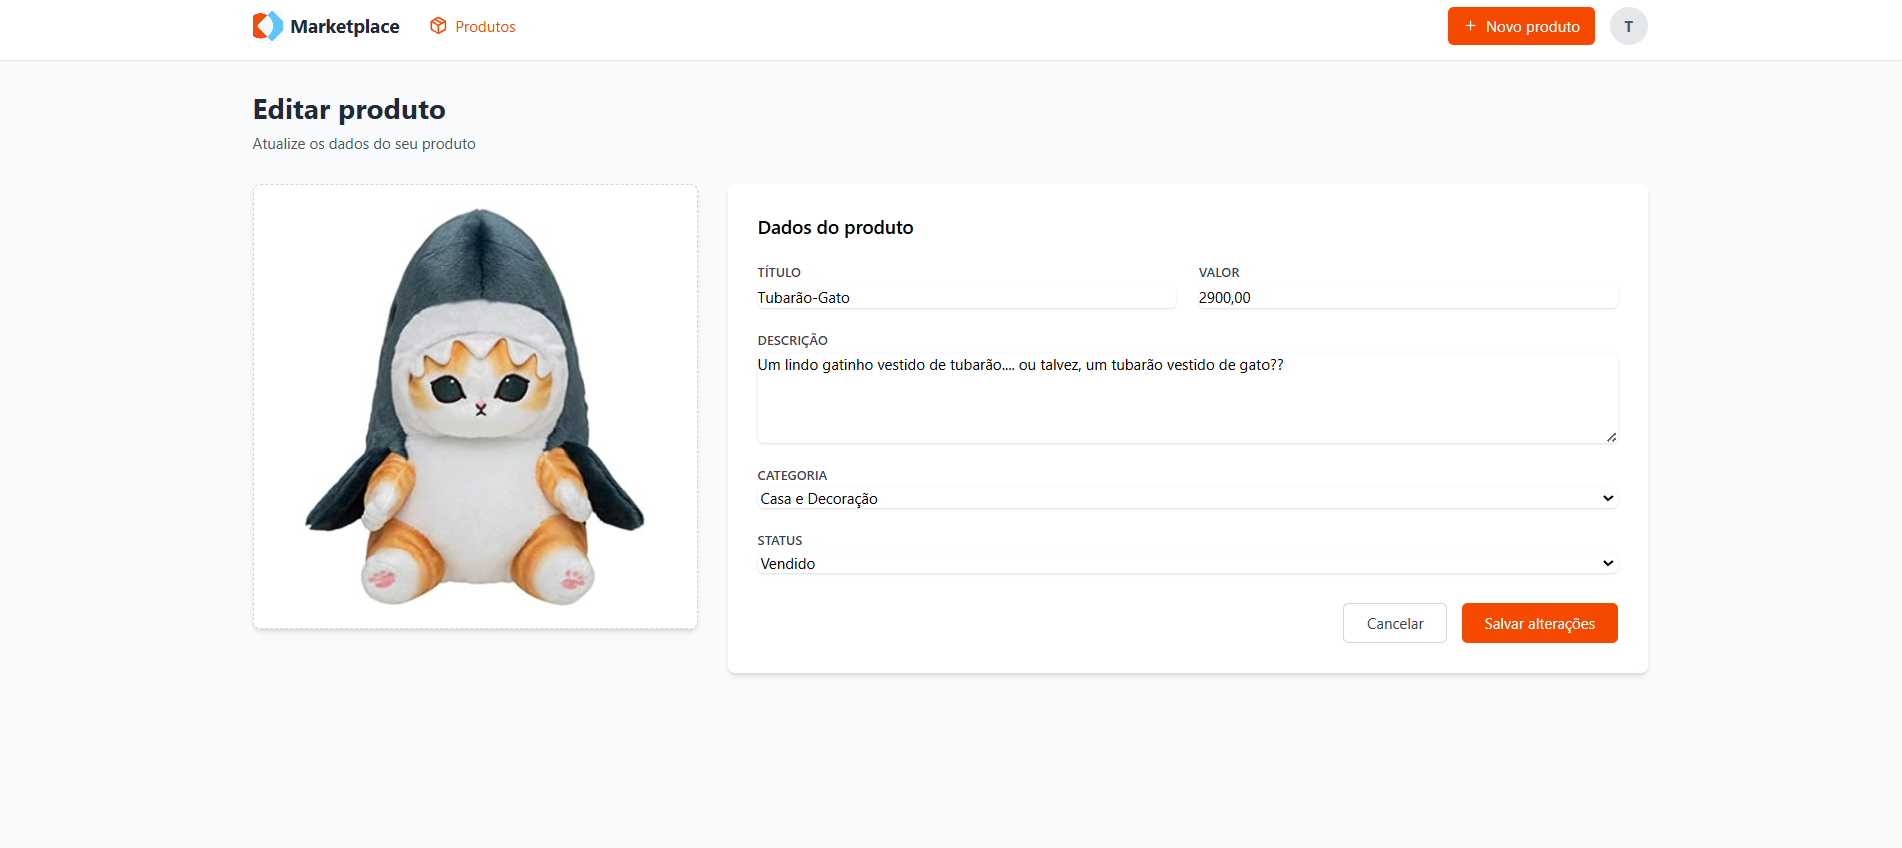 Marketplace
Produtos
+ Novo produto
T
Editar produto
Atualize os dados do seu produto
Dados do produto
TÍTULO
VALOR
Tubarão-Gato
2900,00
DESCRIÇÃO
Um lindo gatinho vestido de tubarão.... ou talvez, um tubarão vestido de gato??
CATEGORIA
Casa e Decoração
STATUS
Vendido
Cancelar
Salvar alterações